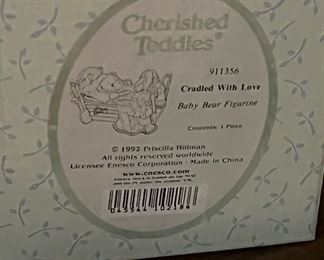 Cherished
Teddies®
911356
Cradled With Love
Baby Bear Figurine
Contents: 1 Piece
© 1992 Priscilla Hillman
All rights reserved worldwide
Licensee Enesco Corporation • Made in China
www.enesco.com